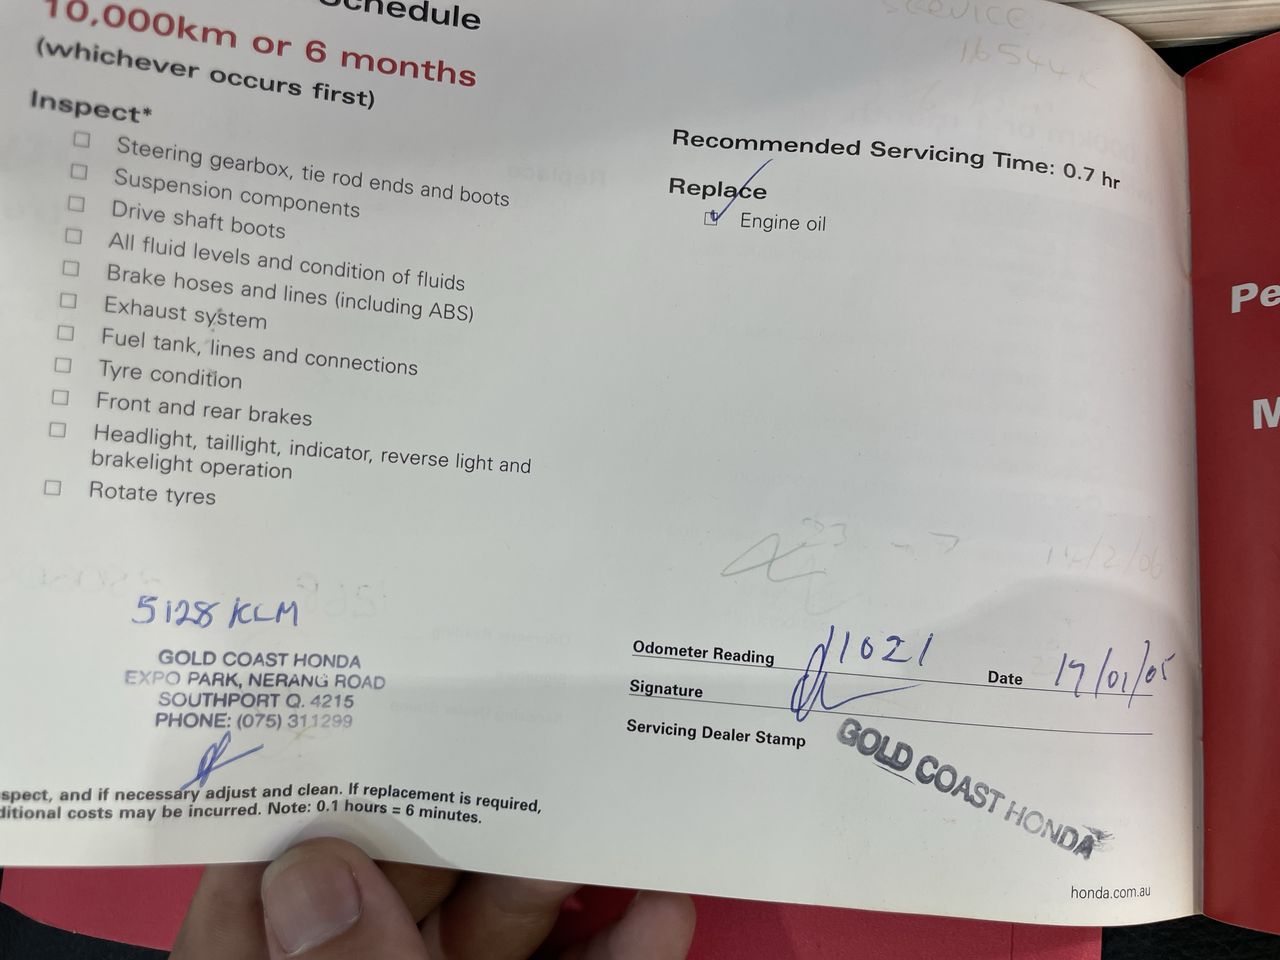 Schedule
10,000km or 6 months
(whichever occurs first)
Inspect*
Steering gearbox, tie rod ends and boots
Suspension components
Drive shaft boots
All fluid levels and condition of fluids
Brake hoses and lines (including ABS)
Exhaust system
Fuel tank, lines and connections
Tyre condition
Front and rear brakes
Headlight, taillight, indicator, reverse light and
brakelight operation
Rotate tyres
5128 KLM
GOLD COAST HONDA
EXPO PARK, NERANG ROAD
SOUTHPORT Q. 4215
PHONE: (075) 311299
spect, and if necessary adjust and clean. If replacement is required,
ditional costs may be incurred. Note: 0.1 hours = 6 minutes.
SERVICE
Recommended Servicing Time: 0.7 hr
Replace
Engine oil
14/2/06
Odometer Reading 11021 Date 17/01/05
Signature
Servicing Dealer Stamp
GOLD COAST HONDA
honda.com.au
Pe
M